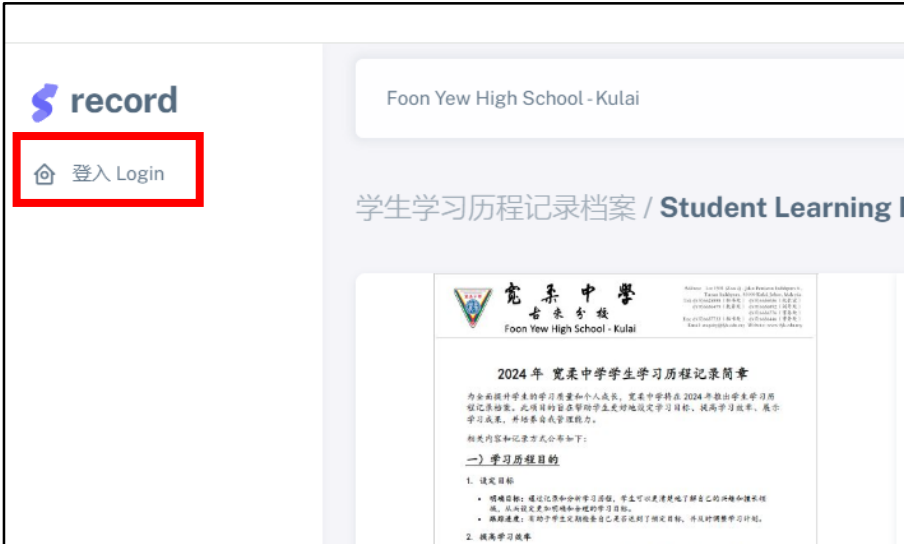 record
Foon Yew High School - Kulai
登入 Login
学生学习历程记录档案 / Student Learning
宽柔中學
古来分校
Foon Yew High School - Kulai
2024 年 宽柔中学学生学习历程记录简章
为全面提升学生的学习质量和个人成长，宽柔中学将在 2024 年推出学生学习历
程记录档案。此项目旨在帮助学生更好地设定学习目标、提高学习效率、展示
学习成果，并培养自我管理能力。
相关内容和记录方式公布如下：
一）学习历程目的
1. 设定目标
• 明确目标：通过记录和分析学习历程，学生可以更清楚地了解自己的兴趣和擅长领
域，从而设定更加明确和合理的学习目标。
• 跟踪进度：有助于学生定期检查自己是否达到了预定目标，并及时调整学习计划。
2. 提高学习效率